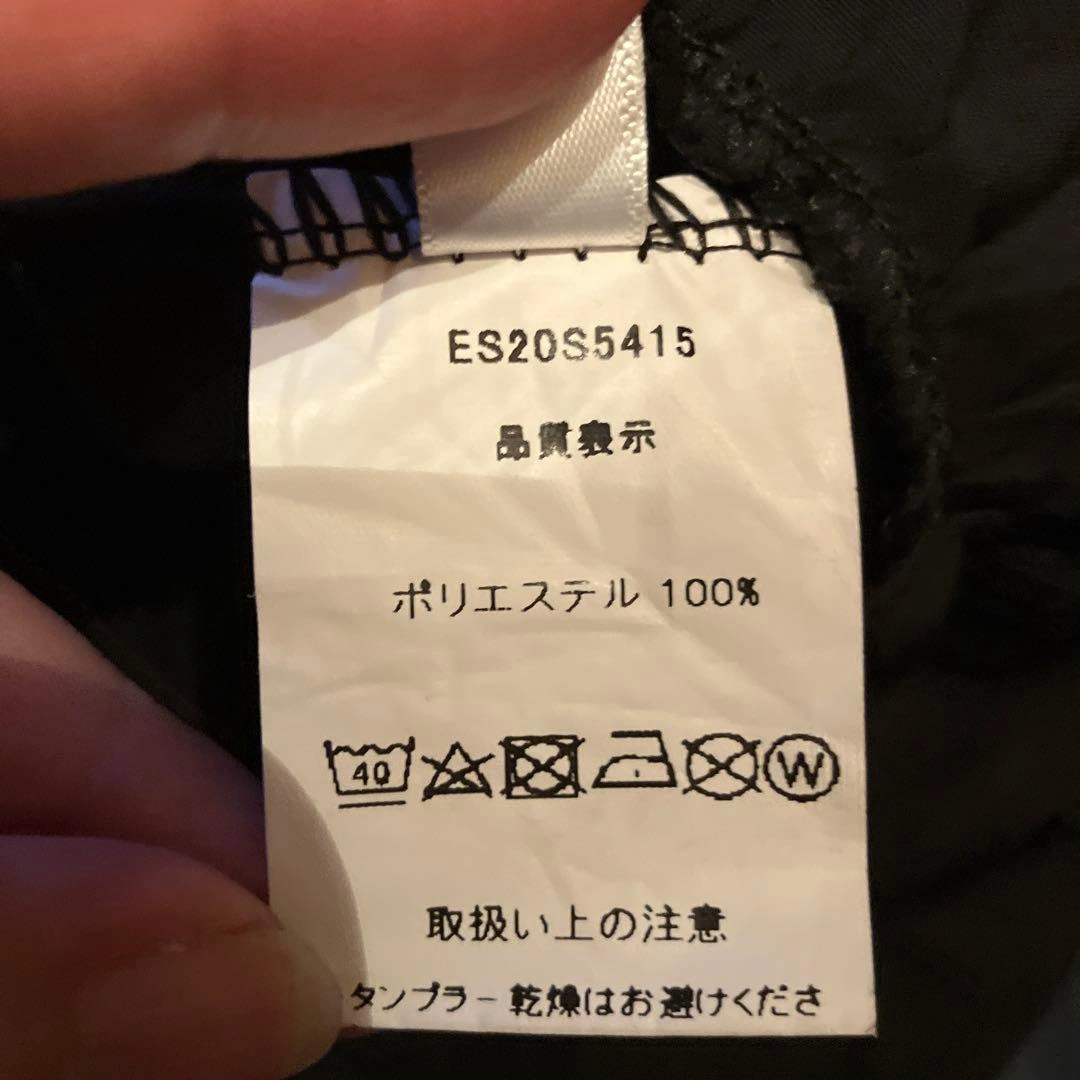 ES20S5415
品質表示
ポリエステル 100%
40
W
取扱い上の注意
タンブラー乾燥はお避けくださ